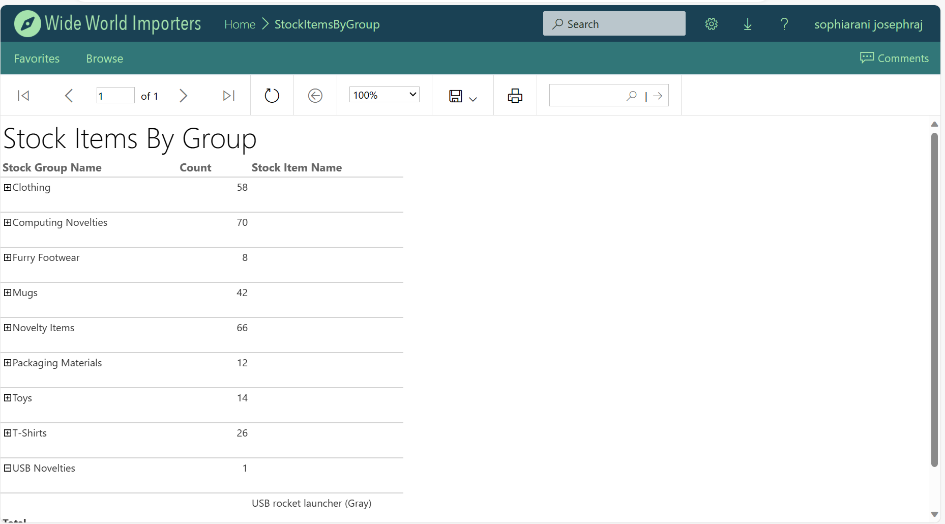 Wide World Importers Home > StockItemsByGroup Search ? sophiarani josephraj
Favorites Browse Comments
1 of 1 100%
Stock Items By Group
Stock Group Name Count Stock Item Name
Clothing 58
Computing Novelties 70
Furry Footwear 8
Mugs 42
Novelty Items 66
Packaging Materials 12
Toys 14
T-Shirts 26
USB Novelties 1
USB rocket launcher (Gray)
Total